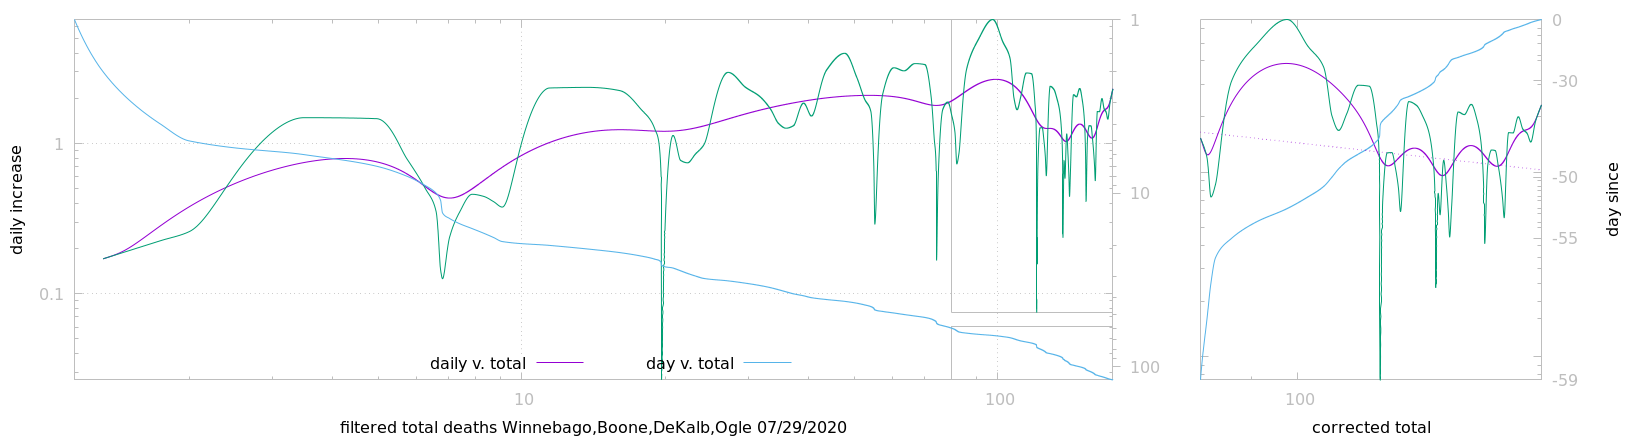 daily increase
1
0.1
1
10
100
10
100
daily v. total
day v. total
filtered total deaths Winnebago,Boone,DeKalb,Ogle 07/29/2020
0
-30
-50
-55
-59
day since
100
corrected total